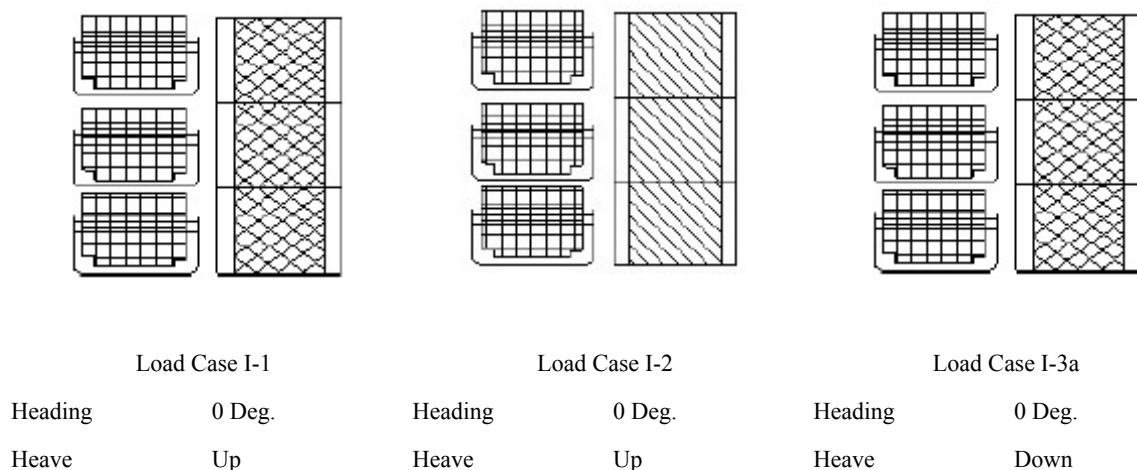 Load Case I-1 Load Case I-2 Load Case I-3a
Heading 0 Deg. Heading 0 Deg. Heading 0 Deg.
Heave Up Heave Up Heave Down